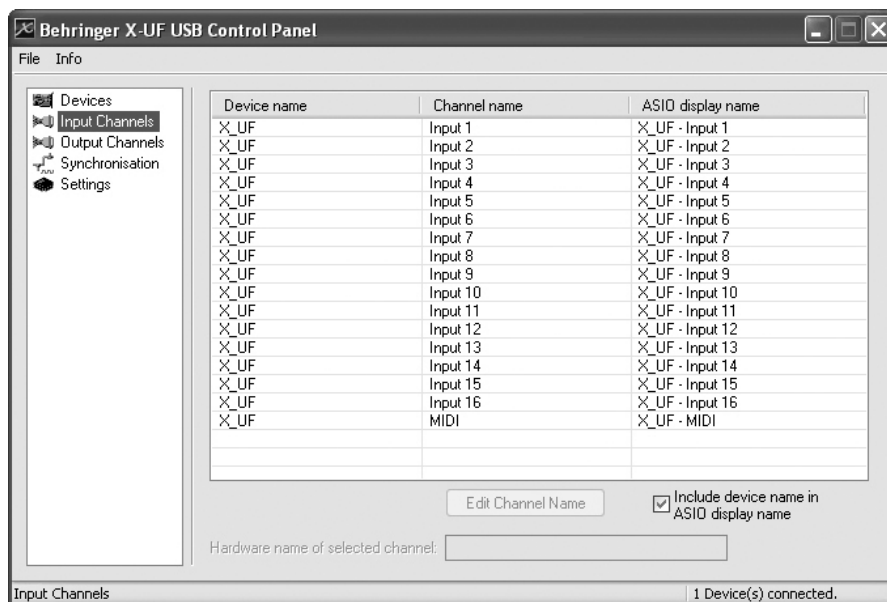 Behringer X-UF USB Control Panel
File Info
Devices
Input Channels
Output Channels
Synchronisation
Settings
Device name Channel name ASIO display name
X_UF Input 1 X_UF - Input 1
X_UF Input 2 X_UF - Input 2
X_UF Input 3 X_UF - Input 3
X_UF Input 4 X_UF - Input 4
X_UF Input 5 X_UF - Input 5
X_UF Input 6 X_UF - Input 6
X_UF Input 7 X_UF - Input 7
X_UF Input 8 X_UF - Input 8
X_UF Input 9 X_UF - Input 9
X_UF Input 10 X_UF - Input 10
X_UF Input 11 X_UF - Input 11
X_UF Input 12 X_UF - Input 12
X_UF Input 13 X_UF - Input 13
X_UF Input 14 X_UF - Input 14
X_UF Input 15 X_UF - Input 15
X_UF Input 16 X_UF - Input 16
X_UF MIDI X_UF - MIDI
Edit Channel Name
Include device name in
ASIO display name
Hardware name of selected channel:
Input Channels 1 Device(s) connected.